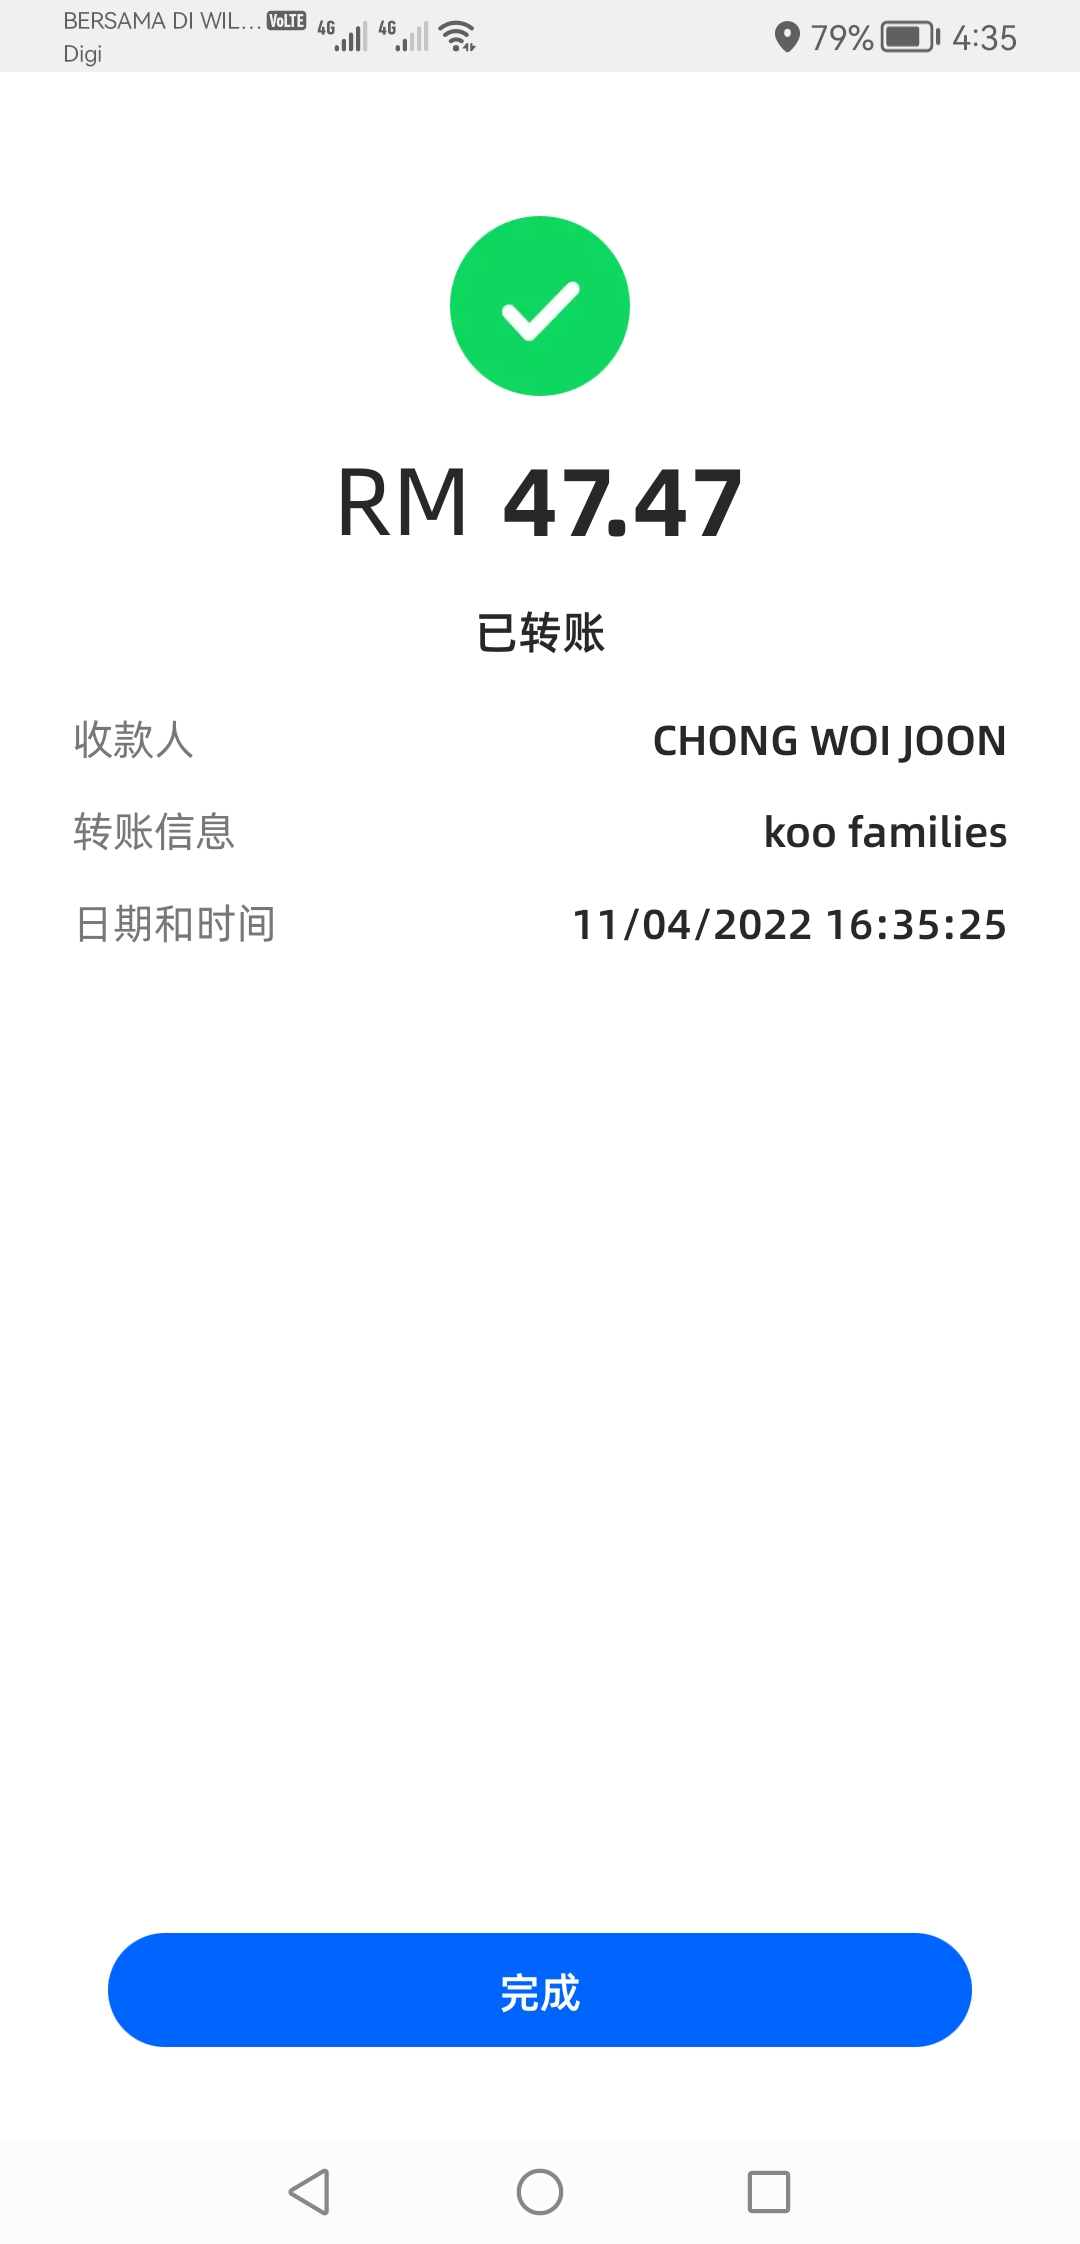 BERSAMA DI WIL... VoLTE 4G 4G 79% 4:35
Digi
RM 47.47
已转账
收款人 CHONG WOI JOON
转账信息 koo families
日期和时间 11/04/2022 16:35:25
完成